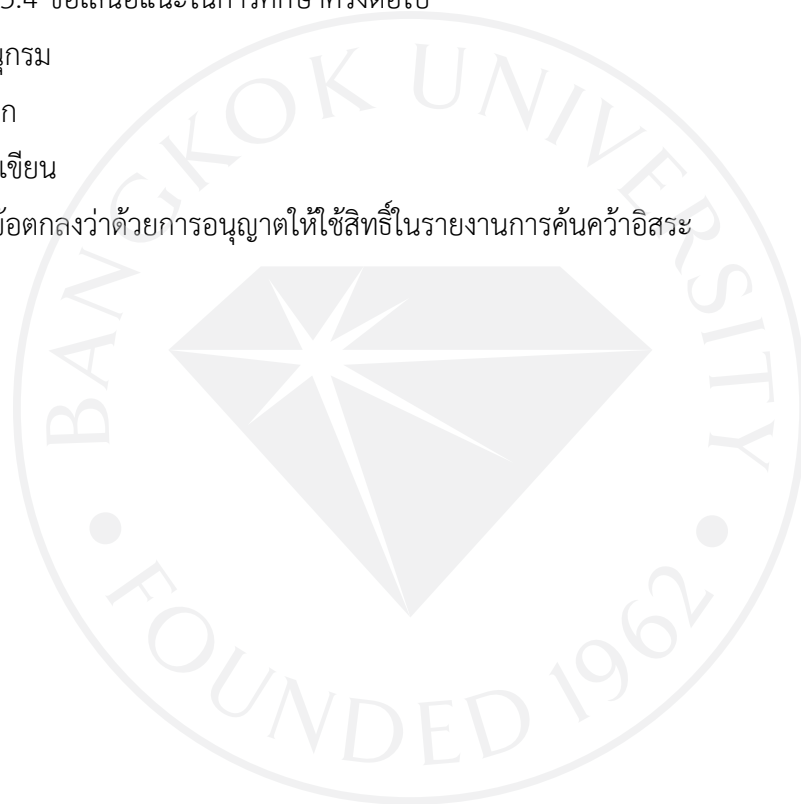 5.4 ข้อเสนอแนะในการศึกษาครั้งต่อไป
นุกรม
ก
เขียน
ข้อตกลงว่าด้วยการอนุญาตให้ใช้สิทธิ์ในรายงานการค้นคว้าอิสระ
BANGKOK UNIVERSITY
FOUNDED 1962